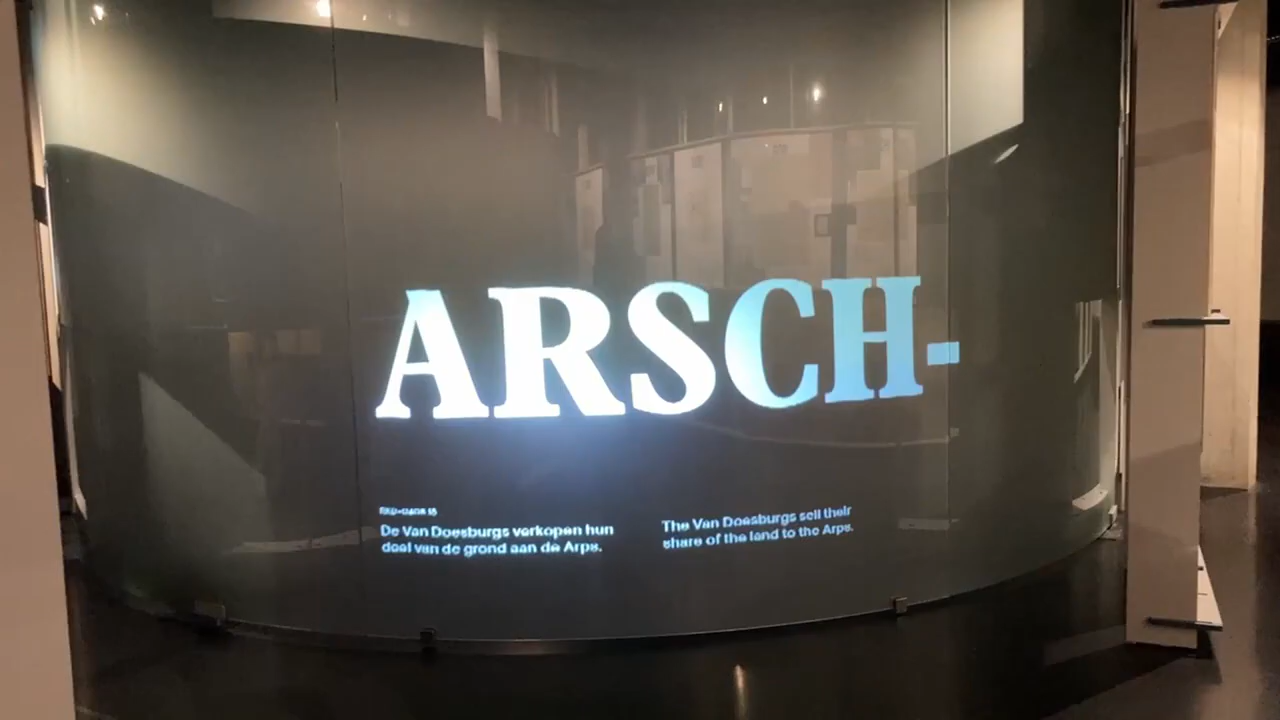 ARSCH-
De Van Doesburgs verkopen hun
deel van de grond aan de Arps.
The Van Doesburgs sell their
share of the land to the Arps.